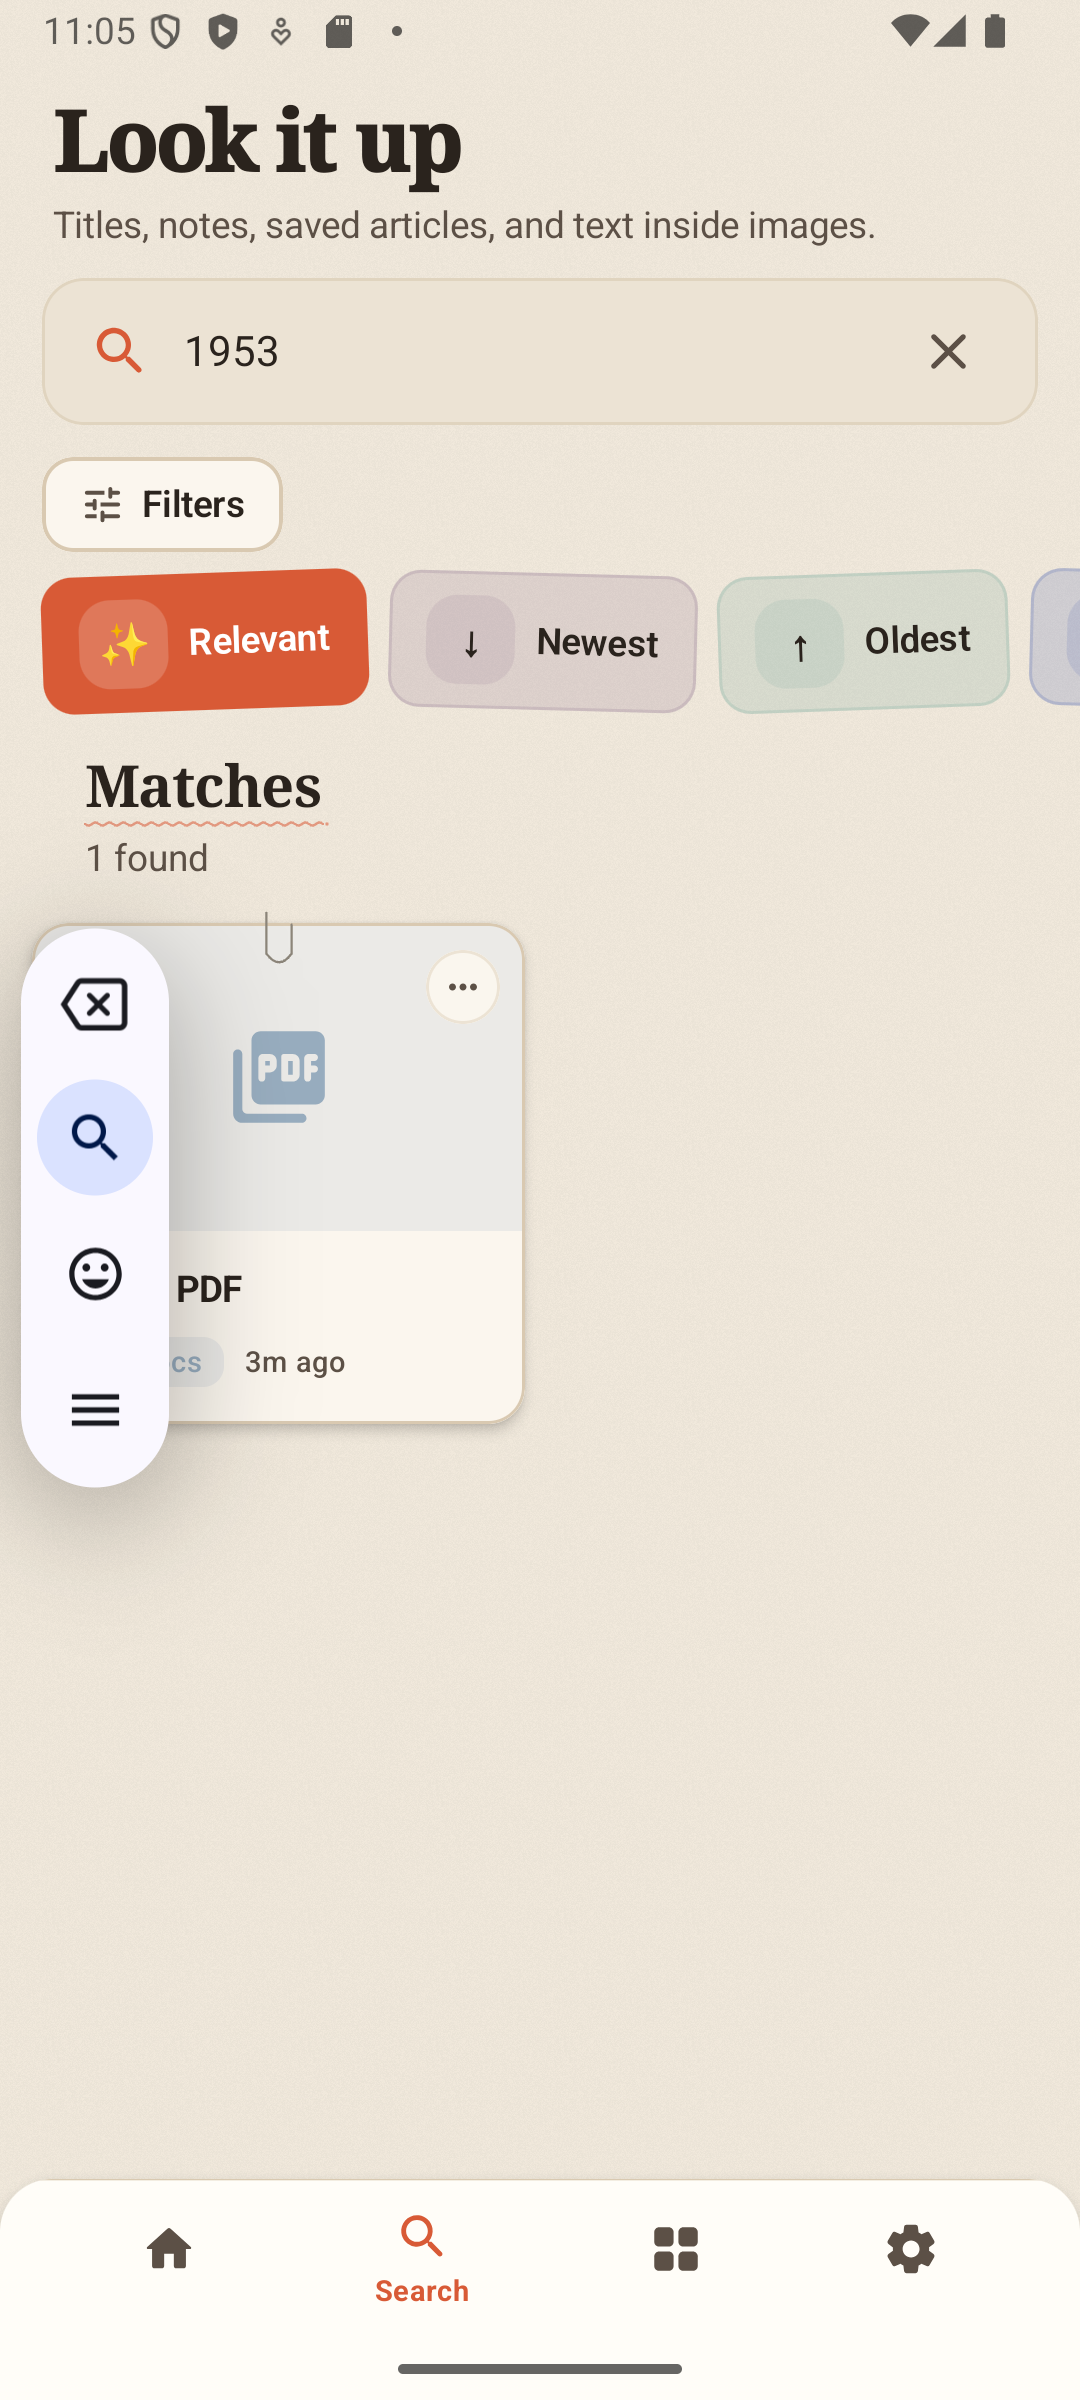 11:05
Look it up
Titles, notes, saved articles, and text inside images.
1953
Filters
Relevant
Newest
Oldest
Matches
1 found
PDF
PDF
cs 3m ago
Search